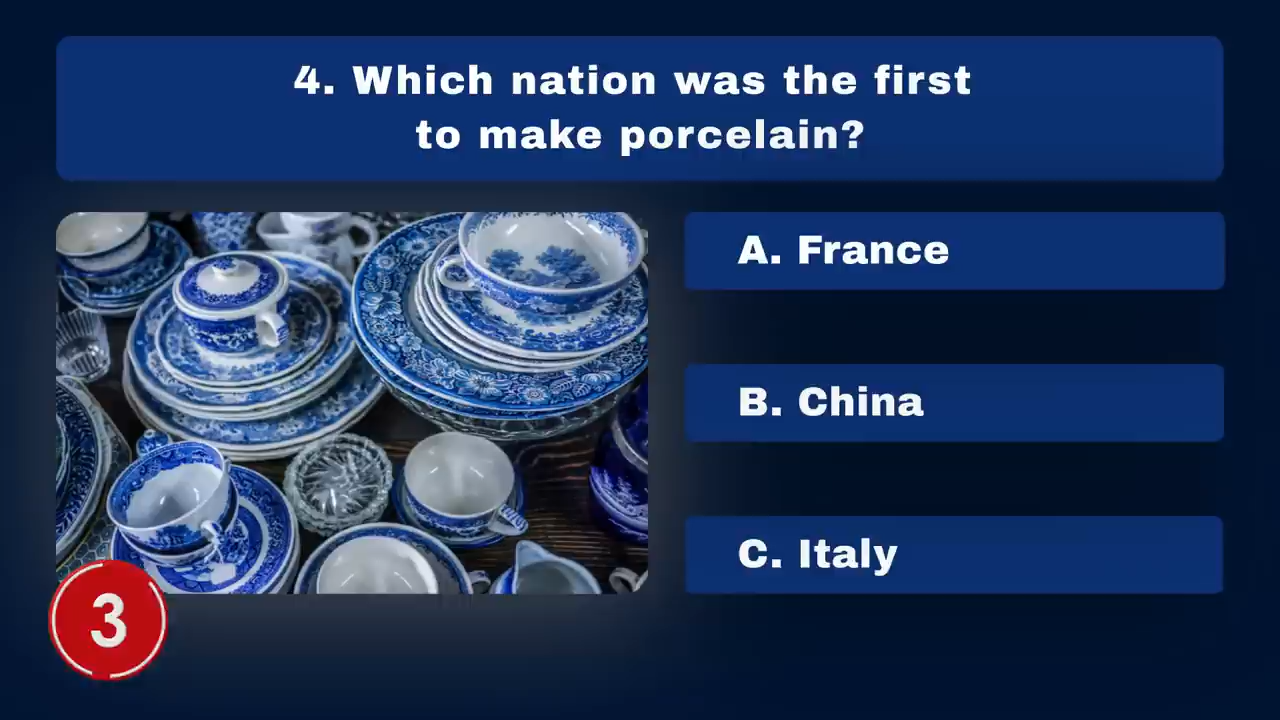 4. Which nation was the first
to make porcelain?
A. France
B. China
C. Italy
3